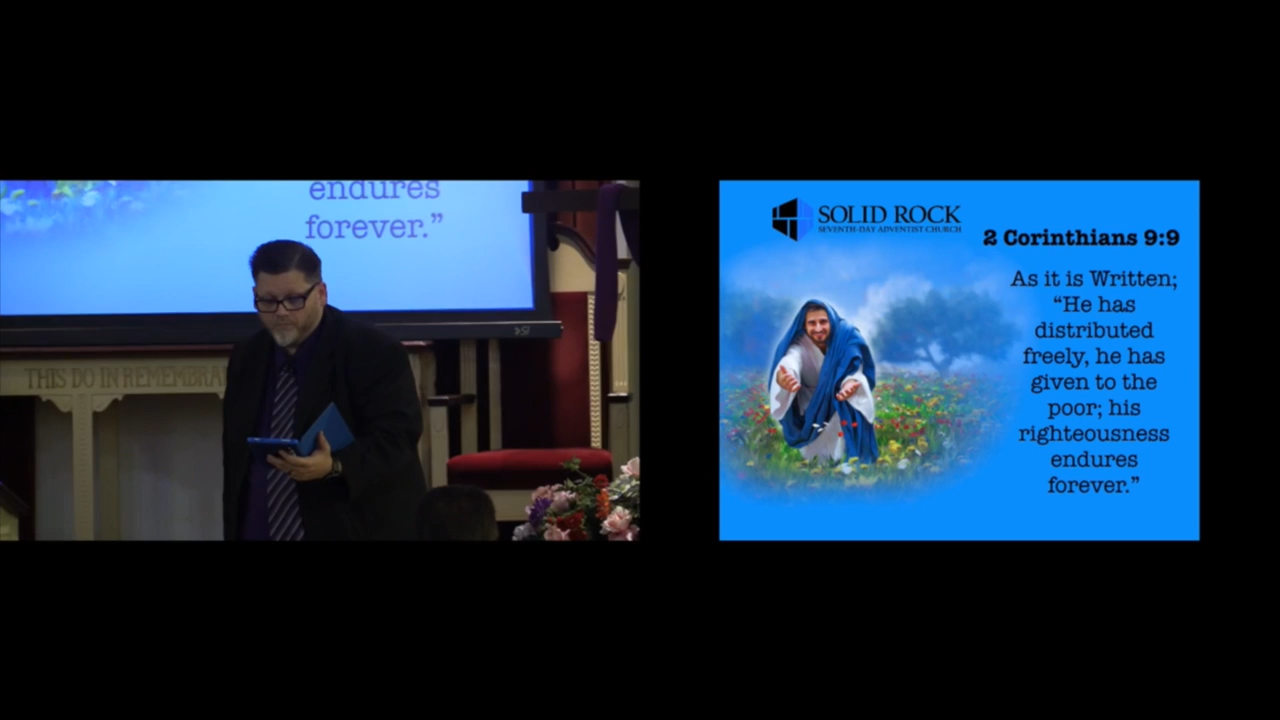 endures
forever.”
THIS DO IN REMEMBRA
SOLID ROCK
SEVENTH-DAY ADVENTIST CHURCH
2 Corinthians 9:9
As it is Written;
“He has
distributed
freely, he has
given to the
poor; his
righteousness
endures
forever.”